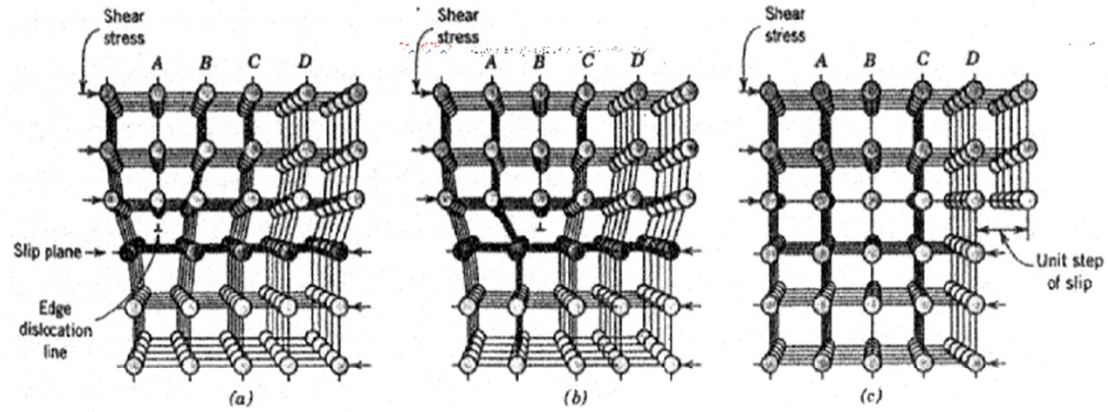 Shear
stress
A B C D
Slip plane
Edge
dislocation
line
(a)
Shear
stress
A B C D
(b)
Shear
stress
A B C D
Unit step
of slip
(c)